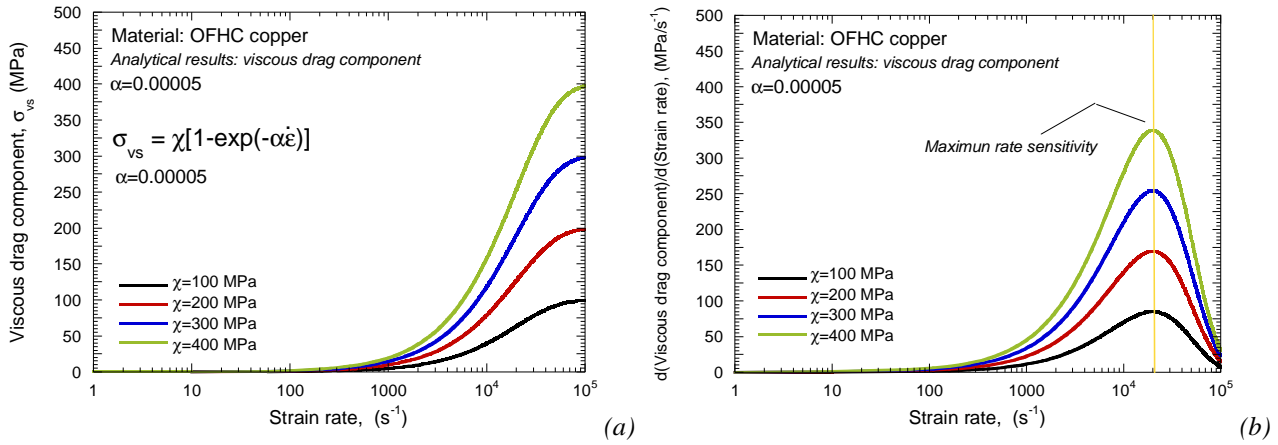 Material: OFHC copper
Analytical results: viscous drag component
α=0.00005
σvs = χ[1-exp(-αε̇)]
α=0.00005
χ=100 MPa
χ=200 MPa
χ=300 MPa
χ=400 MPa
Viscous drag component, σvs (MPa)
500
450
400
350
300
250
200
150
100
50
0
1
10
100
1000
10⁴
10⁵
Strain rate, (s⁻¹)
(a)
Material: OFHC copper
Analytical results: viscous drag component
α=0.00005
Maximun rate sensitivity
χ=100 MPa
χ=200 MPa
χ=300 MPa
χ=400 MPa
d(Viscous drag component)/d(Strain rate), (MPa/s⁻¹)
500
450
400
350
300
250
200
150
100
50
0
1
10
100
1000
10⁴
10⁵
Strain rate, (s⁻¹)
(b)